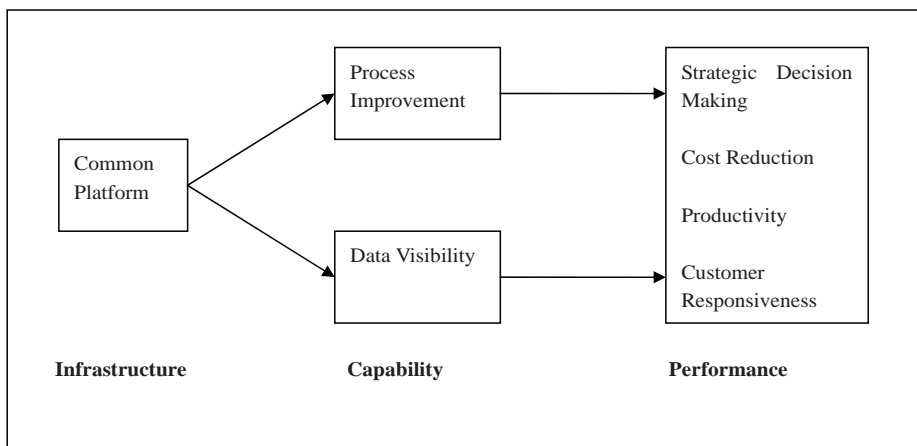 Process
Improvement
Strategic Decision
Making
Common
Platform
Cost Reduction
Productivity
Data Visibility
Customer
Responsiveness
Infrastructure
Capability
Performance